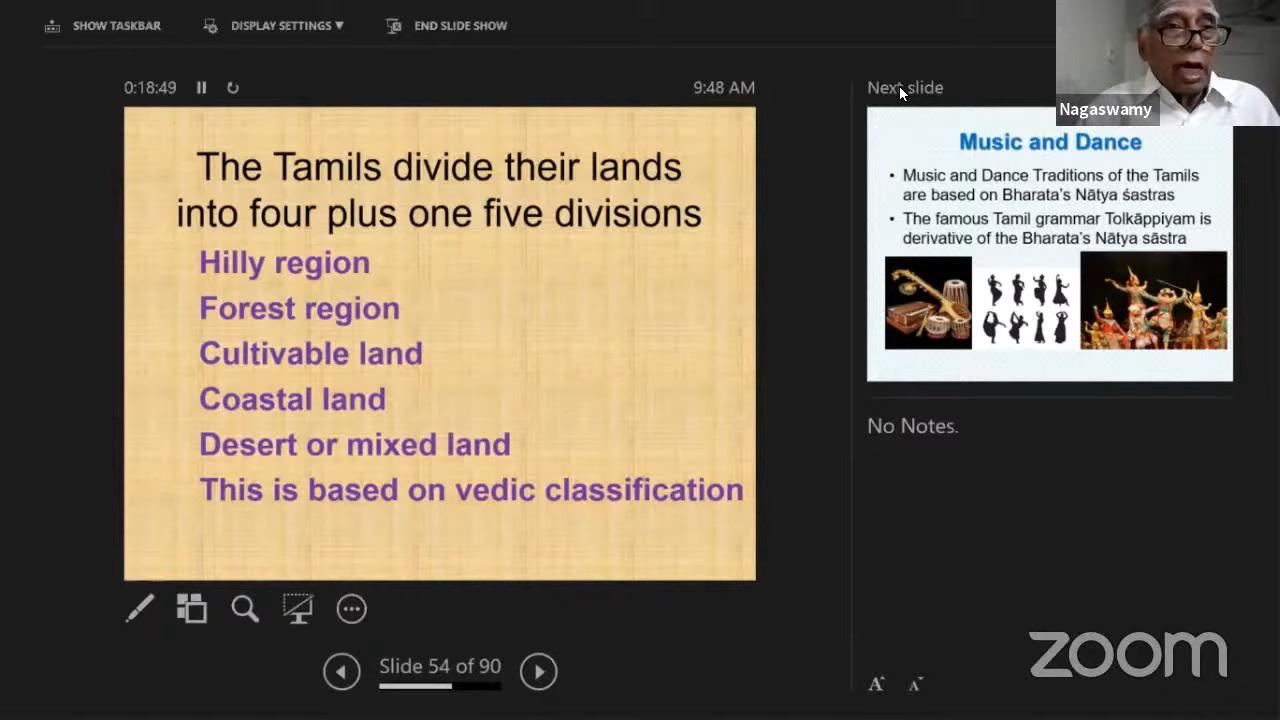 SHOW TASKBAR
DISPLAY SETTINGS ▼
END SLIDE SHOW
0:18:49
9:48 AM
The Tamils divide their lands
into four plus one five divisions
Hilly region
Forest region
Cultivable land
Coastal land
Desert or mixed land
This is based on vedic classification
Slide 54 of 90
Next slide
Nagaswamy
Music and Dance
• Music and Dance Traditions of the Tamils
are based on Bharata's Nātya śastras
• The famous Tamil grammar Tolkāppiyam is
derivative of the Bharata's Nātya sāstra
No Notes.
A A
zoom